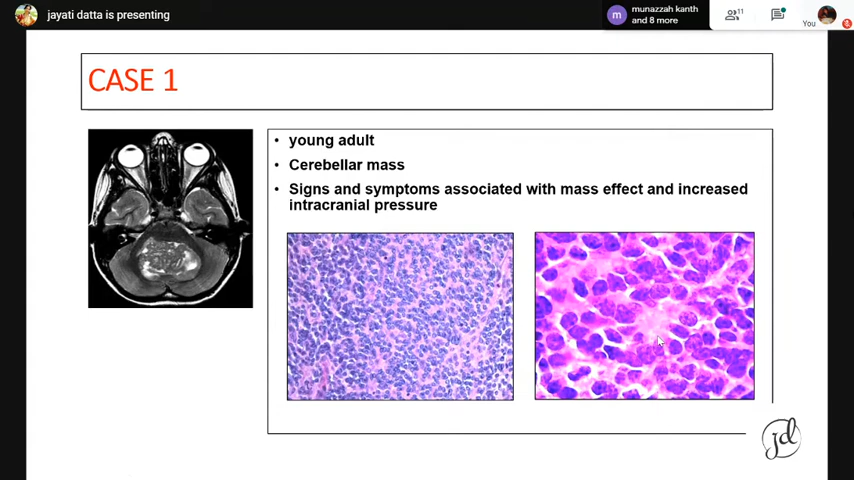 jayati datta is presenting
m
munazzah kanth
and 8 more
11
You
CASE 1
• young adult
• Cerebellar mass
• Signs and symptoms associated with mass effect and increased
intracranial pressure
jd